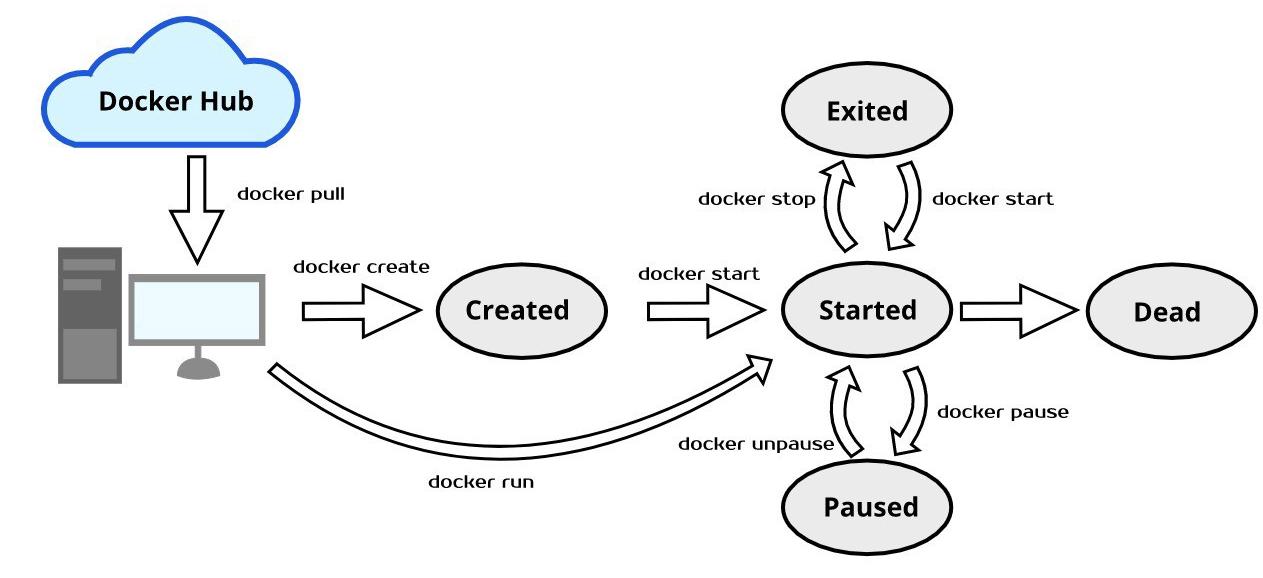 Docker Hub
docker pull
docker create
Created
docker start
Started
Exited
docker stop
docker start
Dead
docker pause
docker unpause
Paused
docker run